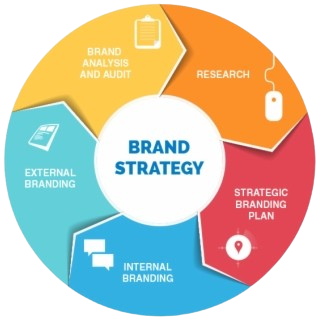 BRAND
ANALYSIS
AND AUDIT
RESEARCH
STRATEGIC
BRANDING
PLAN
INTERNAL
BRANDING
EXTERNAL
BRANDING
BRAND
STRATEGY